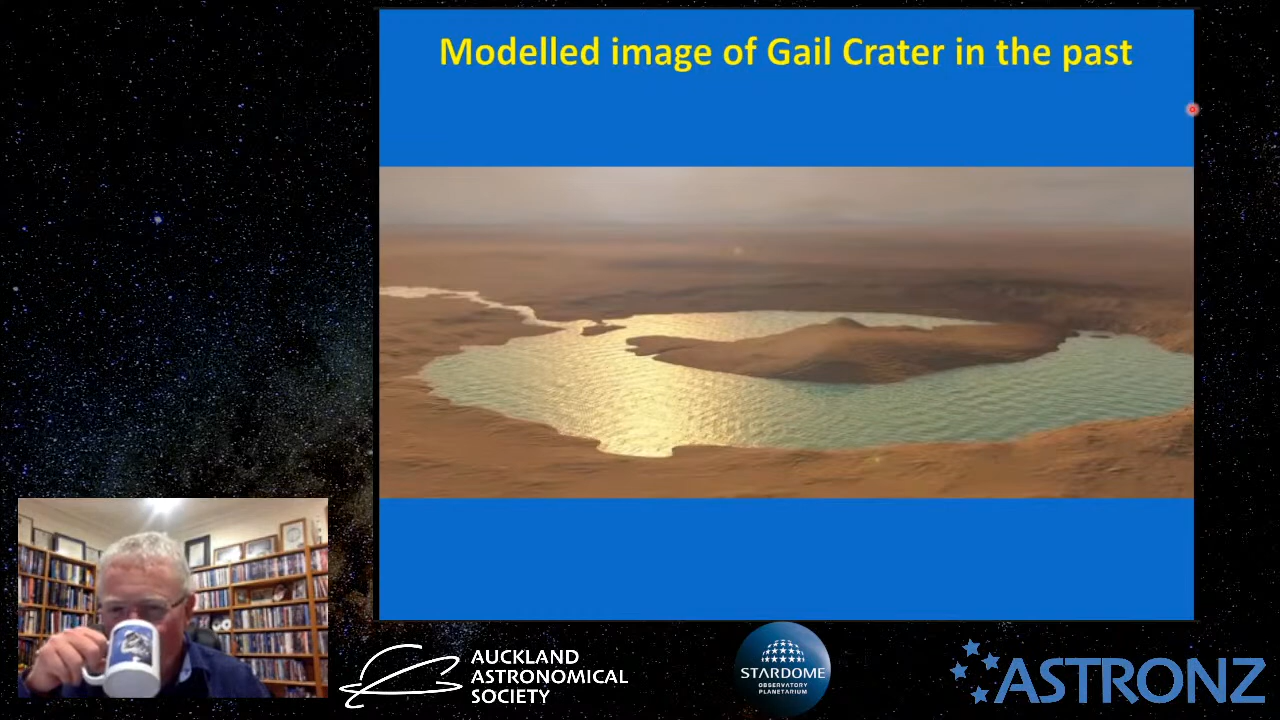 Modelled image of Gail Crater in the past
AUCKLAND
ASTRONOMICAL
SOCIETY
STARDOME
OBSERVATORY
PLANETARIUM
ASTRONZ